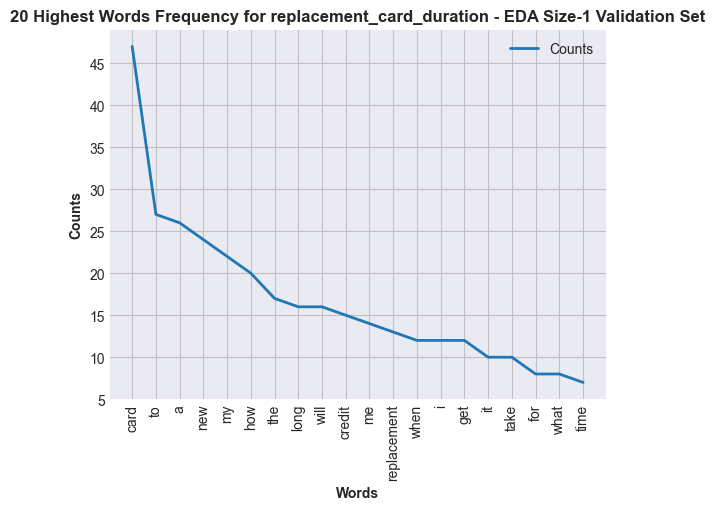 20 Highest Words Frequency for replacement_card_duration - EDA Size-1 Validation Set
Counts
45
40
35
30
25
20
15
10
5
Counts
card
to
a
new
my
how
the
long
will
credit
me
replacement
when
i
get
it
take
for
what
time
Words